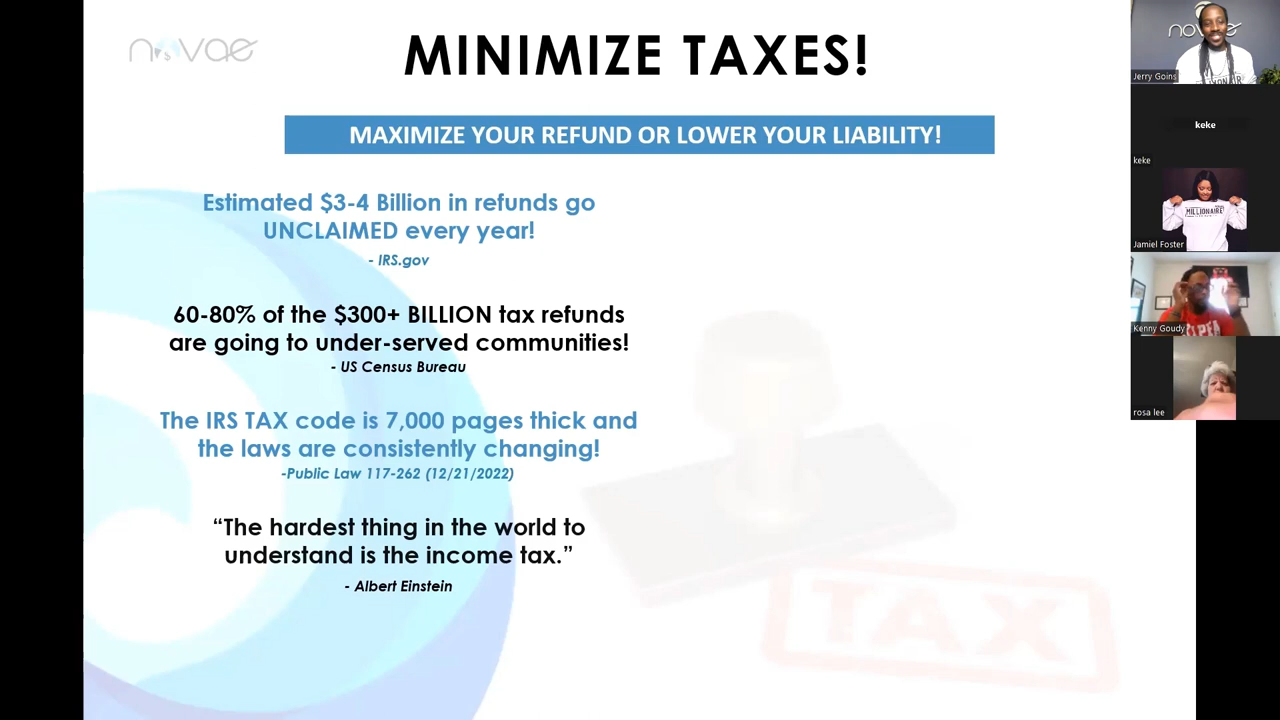 novae
MINIMIZE TAXES!
MAXIMIZE YOUR REFUND OR LOWER YOUR LIABILITY!
Estimated $3-4 Billion in refunds go
UNCLAIMED every year!
- IRS.gov
60-80% of the $300+ BILLION tax refunds
are going to under-served communities!
- US Census Bureau
The IRS TAX code is 7,000 pages thick and
the laws are consistently changing!
-Public Law 117-262 (12/21/2022)
“The hardest thing in the world to
understand is the income tax.”
- Albert Einstein
TAX
Jerry Goins
keke
keke
MILLIONAIRE
Jamiel Foster
Kenny Goudy
rosa lee